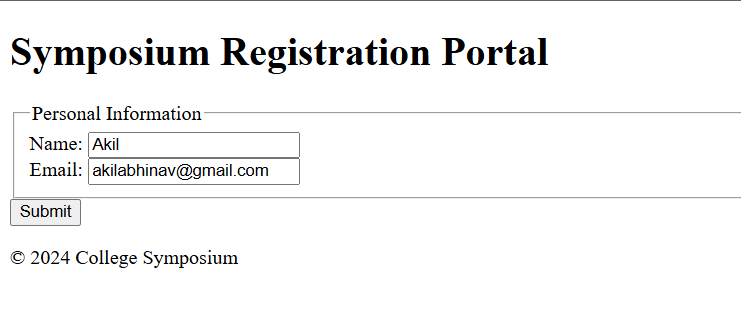 Symposium Registration Portal
Personal Information
Name: Akil
Email: akilabhinav@gmail.com
Submit
© 2024 College Symposium